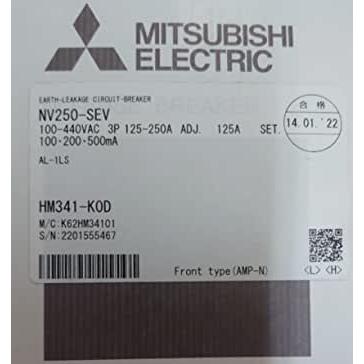 MITSUBISHI
ELECTRIC
EARTH-LEAKAGE CIRCUIT-BREAKER
NV250-SEV
100-440VAC 3P 125-250A ADJ. 125A SET.
100・200・500mA
AL-1LS
合格
14.01.'22
HM341-K0D
M/C:K62HM34101
S/N:2201555467
Front type(AMP-N)
<L> <H>